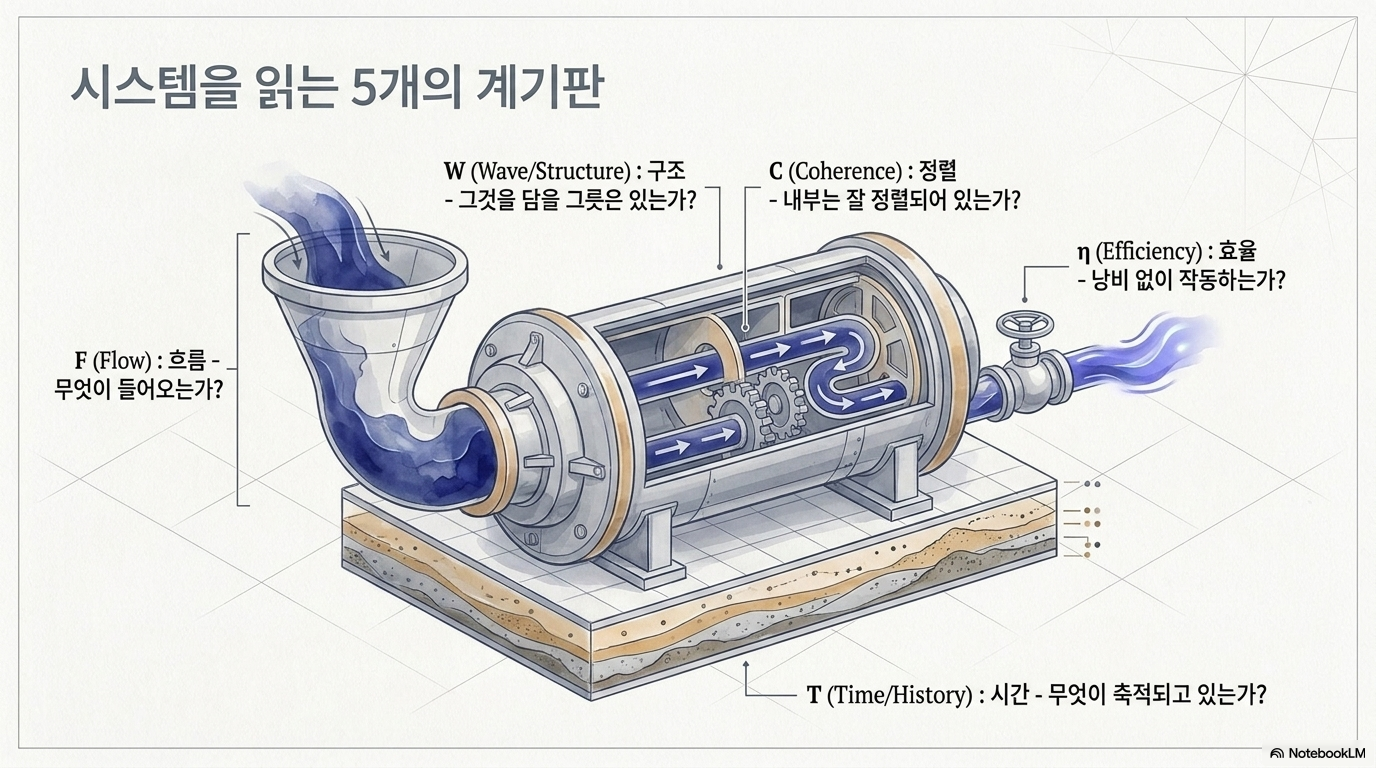 시스템을 읽는 5개의 계기판
W (Wave/Structure) : 구조
- 그것을 담을 그릇은 있는가?
C (Coherence) : 정렬
- 내부는 잘 정렬되어 있는가?
η (Efficiency) : 효율
- 낭비 없이 작동하는가?
F (Flow) : 흐름 -
무엇이 들어오는가?
T (Time/History) : 시간 - 무엇이 축적되고 있는가?
NotebookLM